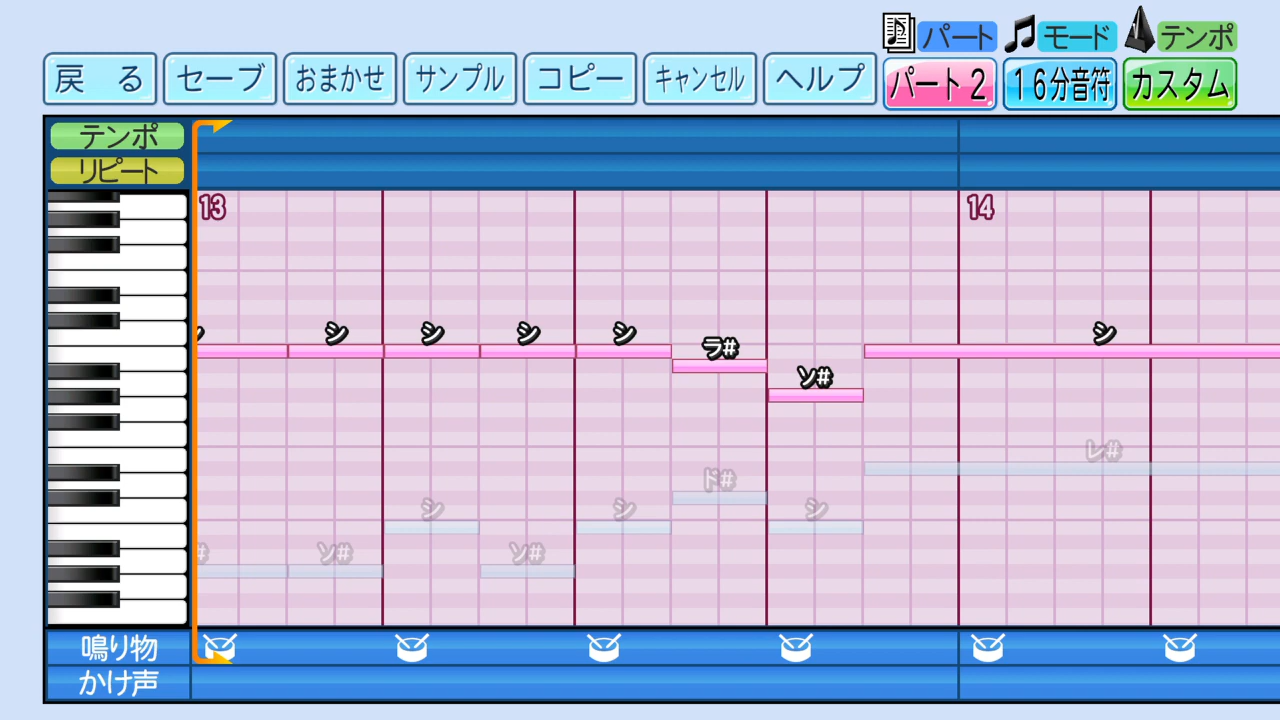 パート モード テンポ
戻る セーブ おまかせ サンプル コピー キャンセル ヘルプ パート2 16分音符 カスタム
テンポ
リピート
13 14
シ シ シ シ シ
ラ#
ソ#
レ#
ド#
シ シ シ
ソ# ソ#
鳴り物
かけ声